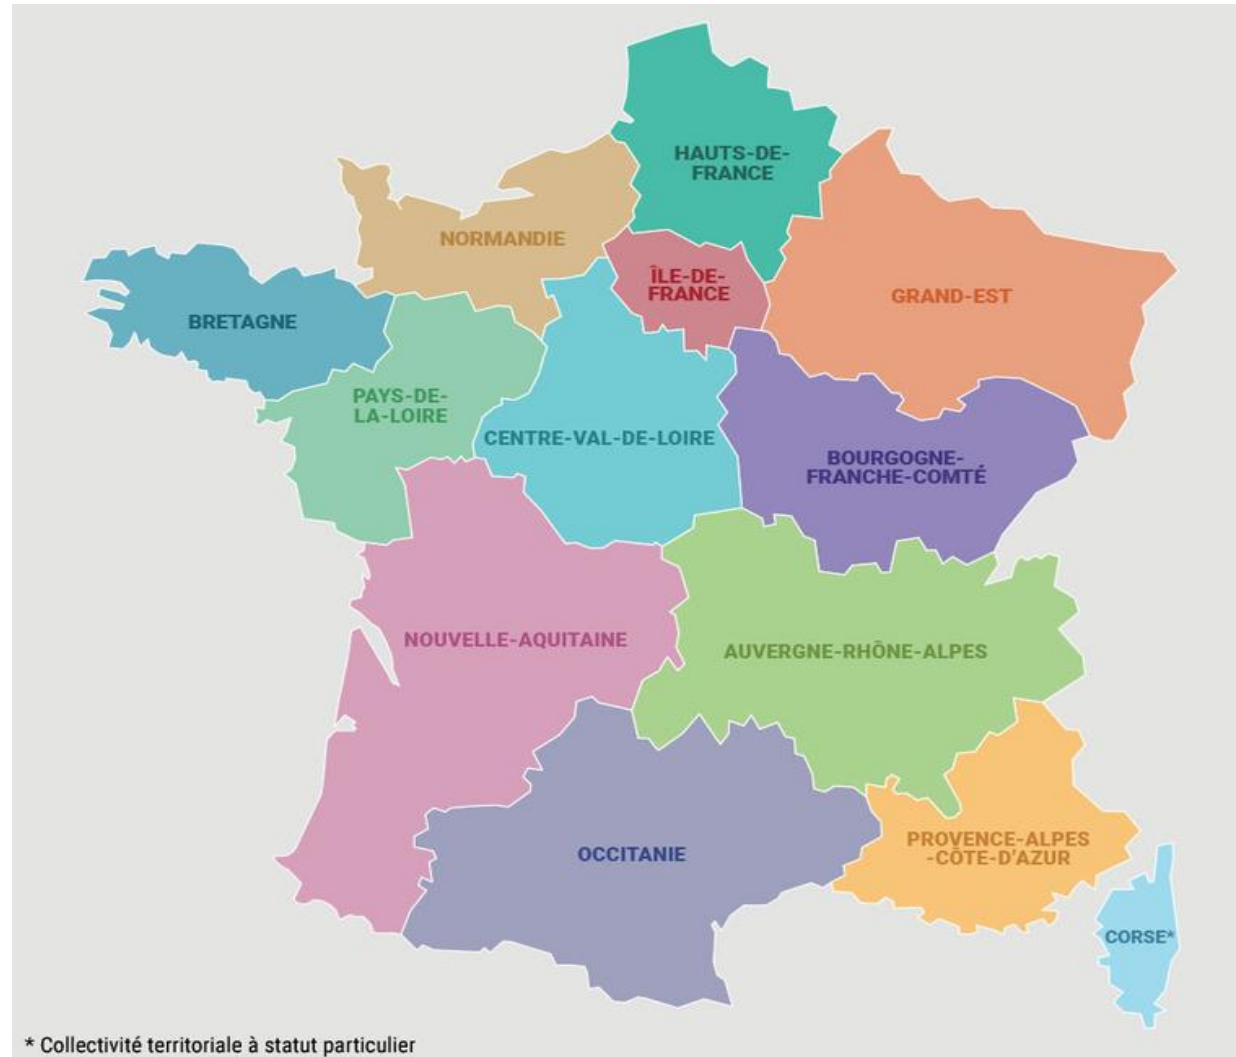 HAUTS-DE-
FRANCE
NORMANDIE
ÎLE-DE-
FRANCE
GRAND-EST
BRETAGNE
PAYS-DE-
LA-LOIRE
CENTRE-VAL-DE-LOIRE
BOURGOGNE-
FRANCHE-COMTÉ
NOUVELLE-AQUITAINE
AUVERGNE-RHÔNE-ALPES
OCCITANIE
PROVENCE-ALPES
-CÔTE-D'AZUR
CORSE*
* Collectivité territoriale à statut particulier